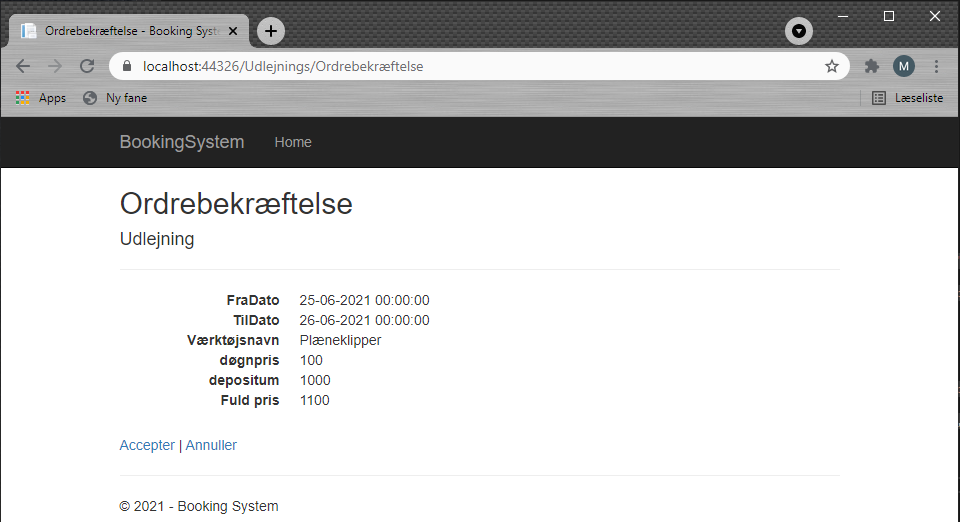 Ordrebekræftelse - Booking Syst
localhost:44326/Udlejnings/Ordrebekræftelse
M
Apps Ny fane Læseliste
BookingSystem Home
Ordrebekræftelse
Udlejning
FraDato 25-06-2021 00:00:00
TilDato 26-06-2021 00:00:00
Værktøjsnavn Plæneklipper
døgnpris 100
depositum 1000
Fuld pris 1100
Accepter | Annuller
© 2021 - Booking System